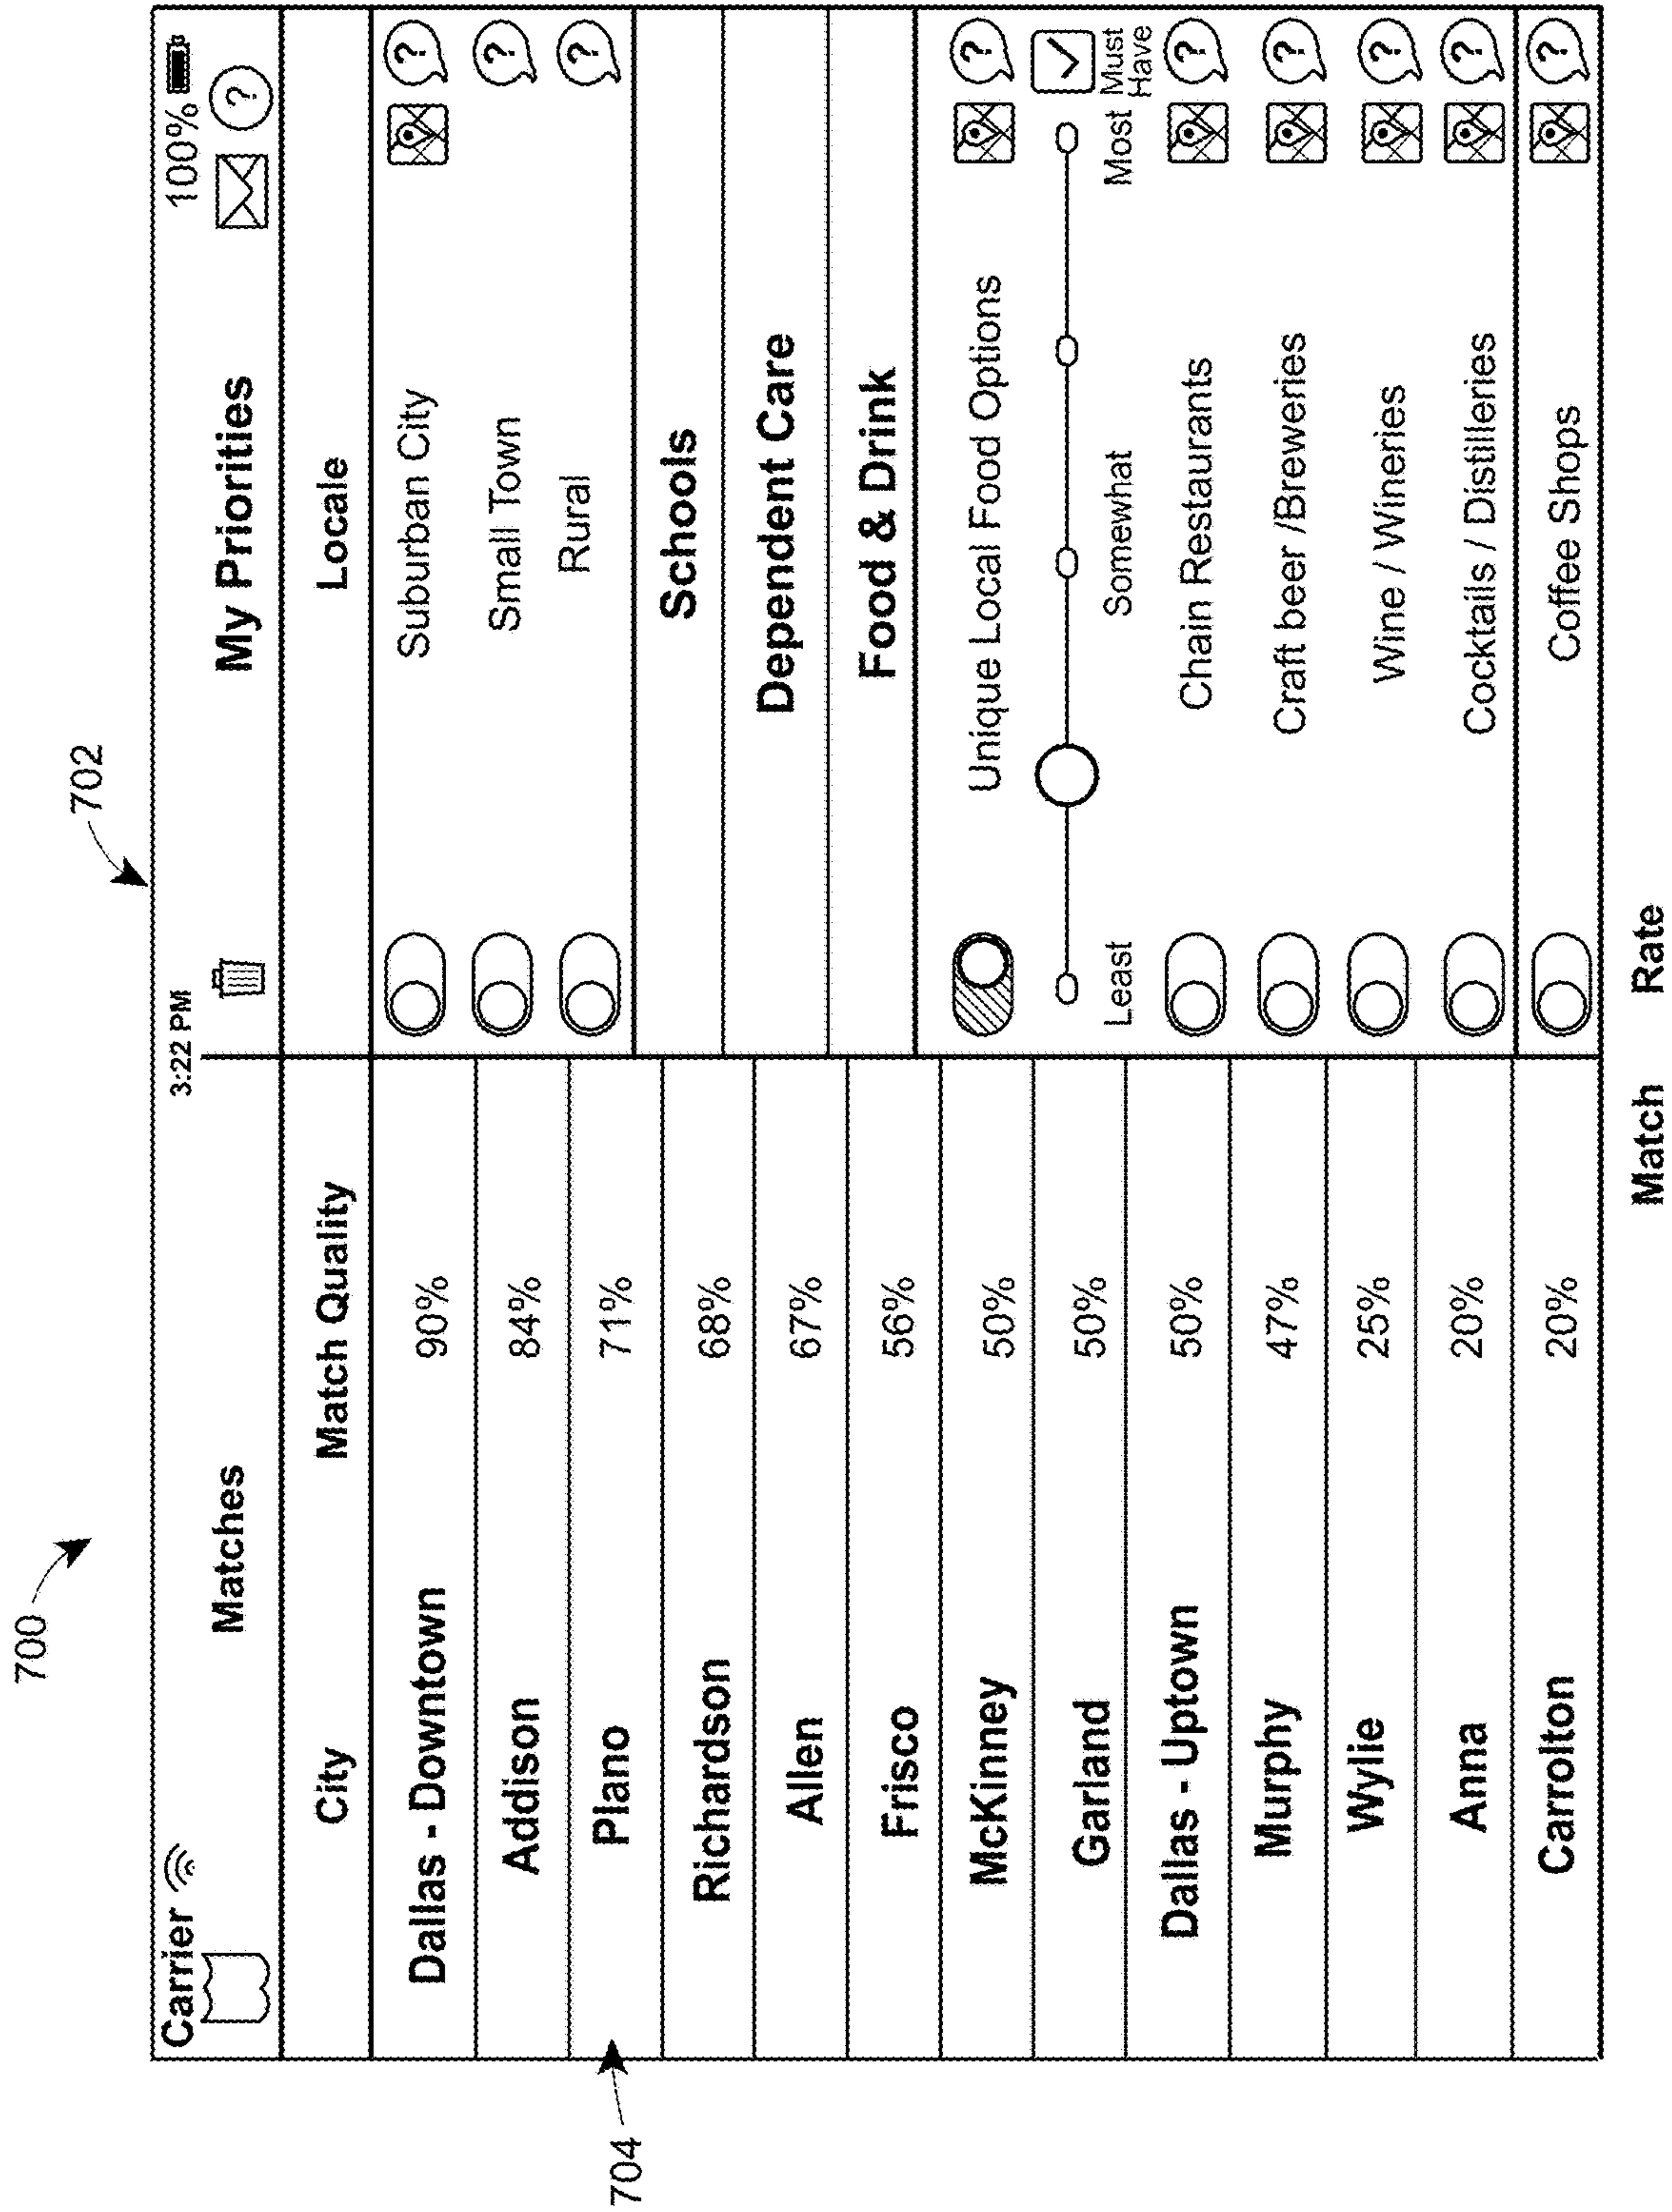 700
702
704
Carrier 3:22 PM 100%
Matches
City Match Quality
Dallas - Downtown 90%
Addison 84%
Plano 71%
Richardson 68%
Allen 67%
Frisco 56%
McKinney 50%
Garland 50%
Dallas - Uptown 50%
Murphy 47%
Wylie 25%
Anna 20%
Carrolton 20%
My Priorities ?
Locale
Suburban City ?
Small Town ?
Rural ?
Schools
Dependent Care
Food & Drink
Unique Local Food Options ?
Least Somewhat Most Must
Have
Chain Restaurants ?
Craft beer /Breweries ?
Wine / Wineries ?
Cocktails / Distilleries ?
Coffee Shops ?
Match Rate